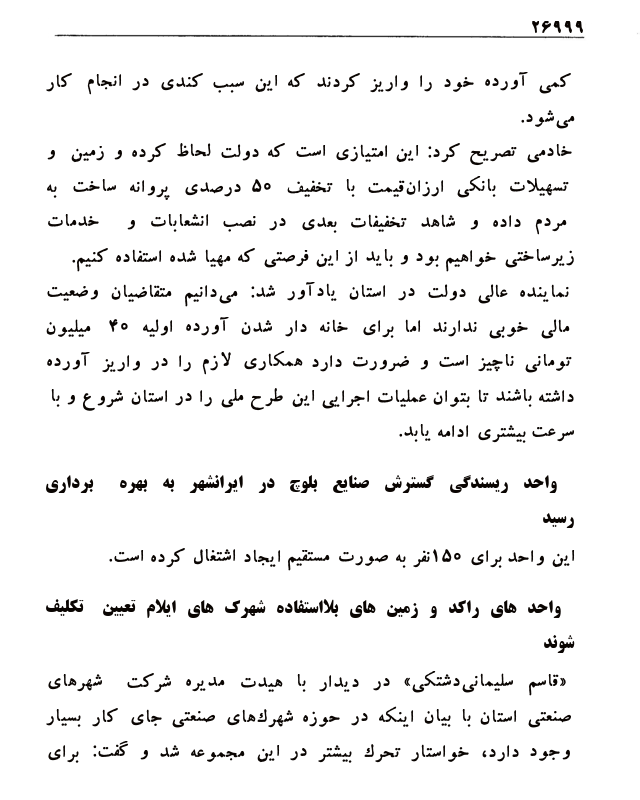 ۲۶۹۹۹
کمی آورده خود را واریز کردند که این سبب کندی در انجام کار
می‌شود.
خادمی تصریح کرد: این امتیازی است که دولت لحاظ کرده و زمین و
تسهیلات بانکی ارزان‌قیمت با تخفیف ۵۰ درصدی پروانه ساخت به
مردم داده و شاهد تخفیفات بعدی در نصب انشعابات و خدمات
زیرساختی خواهیم بود و باید از این فرصتی که مهیا شده استفاده کنیم.
نماینده عالی دولت در استان یادآور شد: می‌دانیم متقاضیان وضعیت
مالی خوبی ندارند اما برای خانه دار شدن آورده اولیه ۴۰ میلیون
تومانی ناچیز است و ضرورت دارد همکاری لازم را در واریز آورده
داشته باشند تا بتوان عملیات اجرایی این طرح ملی را در استان شروع و با
سرعت بیشتری ادامه یابد.
واحد ریسندگی گسترش صنایع بلوچ در ایرانشهر به بهره برداری
رسید
این واحد برای ۱۵۰نفر به صورت مستقیم ایجاد اشتغال کرده است.
واحد های راکد و زمین های بلااستفاده شهرک های ایلام تعیین تکلیف
شوند
«قاسم سلیمانی‌دشتکی» در دیدار با هیدت مدیره شرکت شهرهای
صنعتی استان با بیان اینکه در حوزه شهرك‌های صنعتی جای کار بسیار
وجود دارد، خواستار تحرك بیشتر در این مجموعه شد و گفت: برای